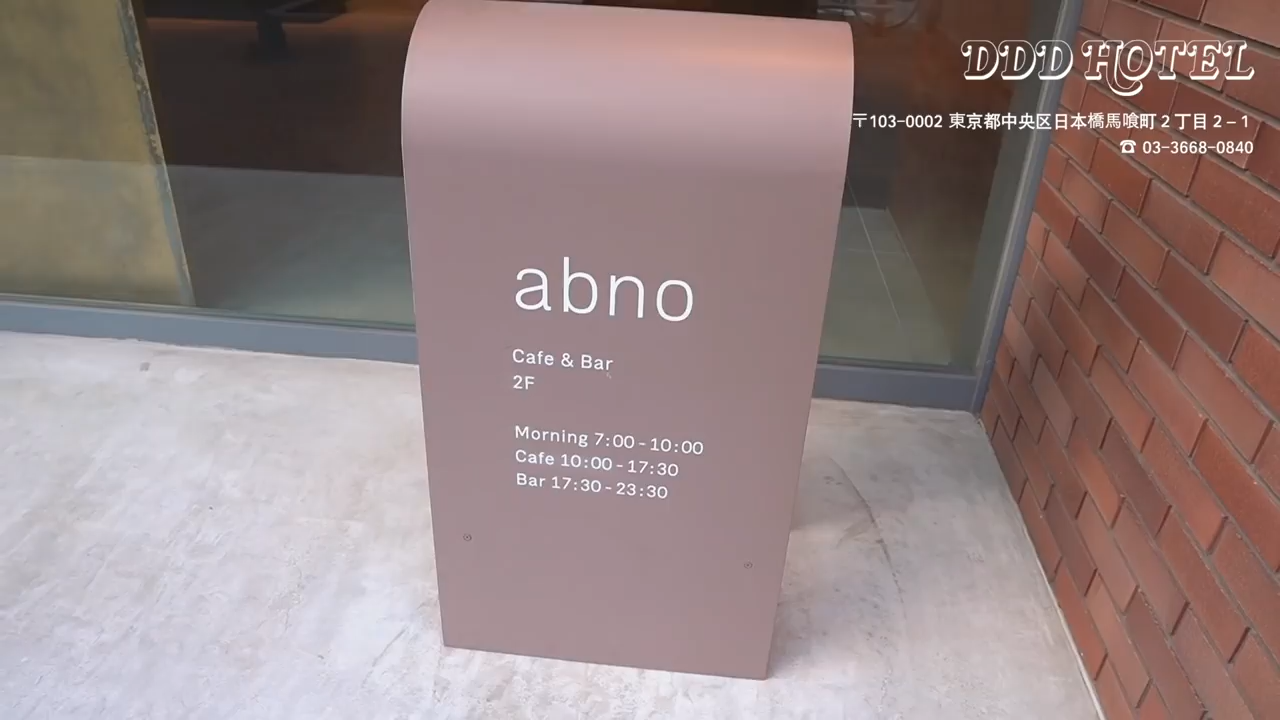 DDD HOTEL
〒103-0002 東京都中央区日本橋馬喰町2丁目2–1
☎ 03-3668-0840
abno
Cafe & Bar
2F
Morning 7:00-10:00
Cafe 10:00-17:30
Bar 17:30-23:30